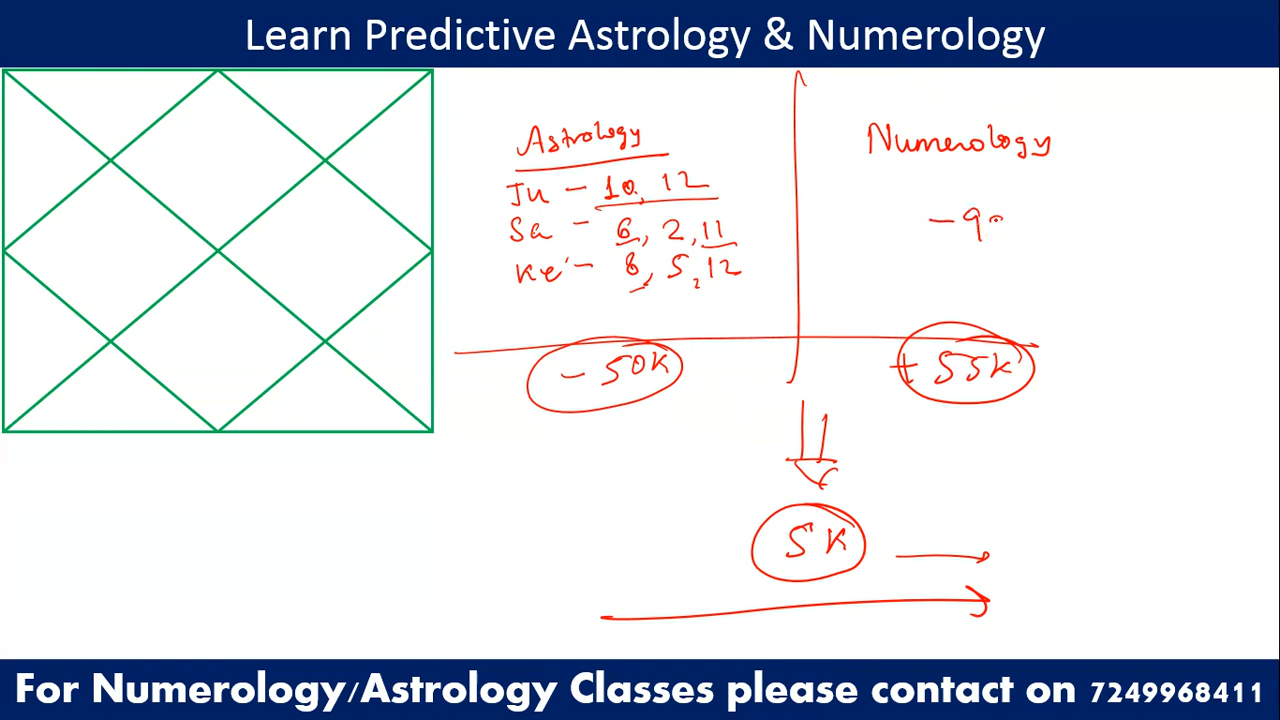 Learn Predictive Astrology & Numerology
Astrology
Ju - 10, 12
Sa - 6, 2, 11
Ke - 8, 5, 12
Numerology
- 9
- 50K
+ 55K
5K
For Numerology/Astrology Classes please contact on 7249968411